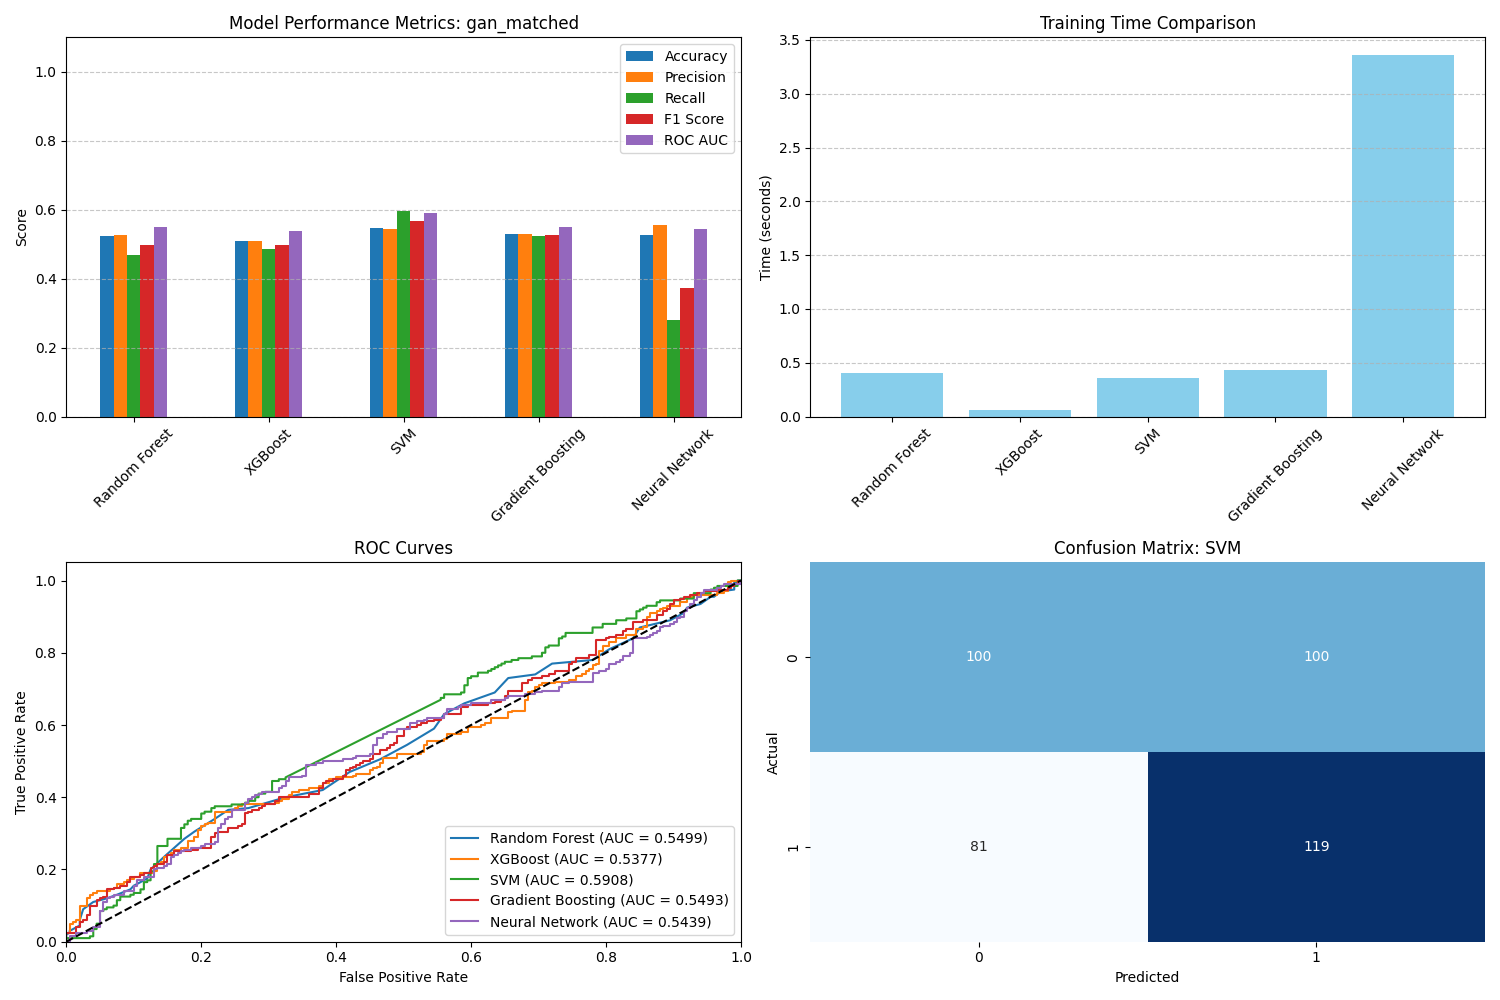 Model Performance Metrics: gan_matched
Score
1.0
0.8
0.6
0.4
0.2
0.0
Accuracy
Precision
Recall
F1 Score
ROC AUC
Random Forest
XGBoost
SVM
Gradient Boosting
Neural Network
Training Time Comparison
Time (seconds)
3.5
3.0
2.5
2.0
1.5
1.0
0.5
0.0
Random Forest
XGBoost
SVM
Gradient Boosting
Neural Network
ROC Curves
True Positive Rate
1.0
0.8
0.6
0.4
0.2
0.0
Random Forest (AUC = 0.5499)
XGBoost (AUC = 0.5377)
SVM (AUC = 0.5908)
Gradient Boosting (AUC = 0.5493)
Neural Network (AUC = 0.5439)
0.0 0.2 0.4 0.6 0.8 1.0
False Positive Rate
Confusion Matrix: SVM
Actual
0
100 100
1
81 119
0 1
Predicted